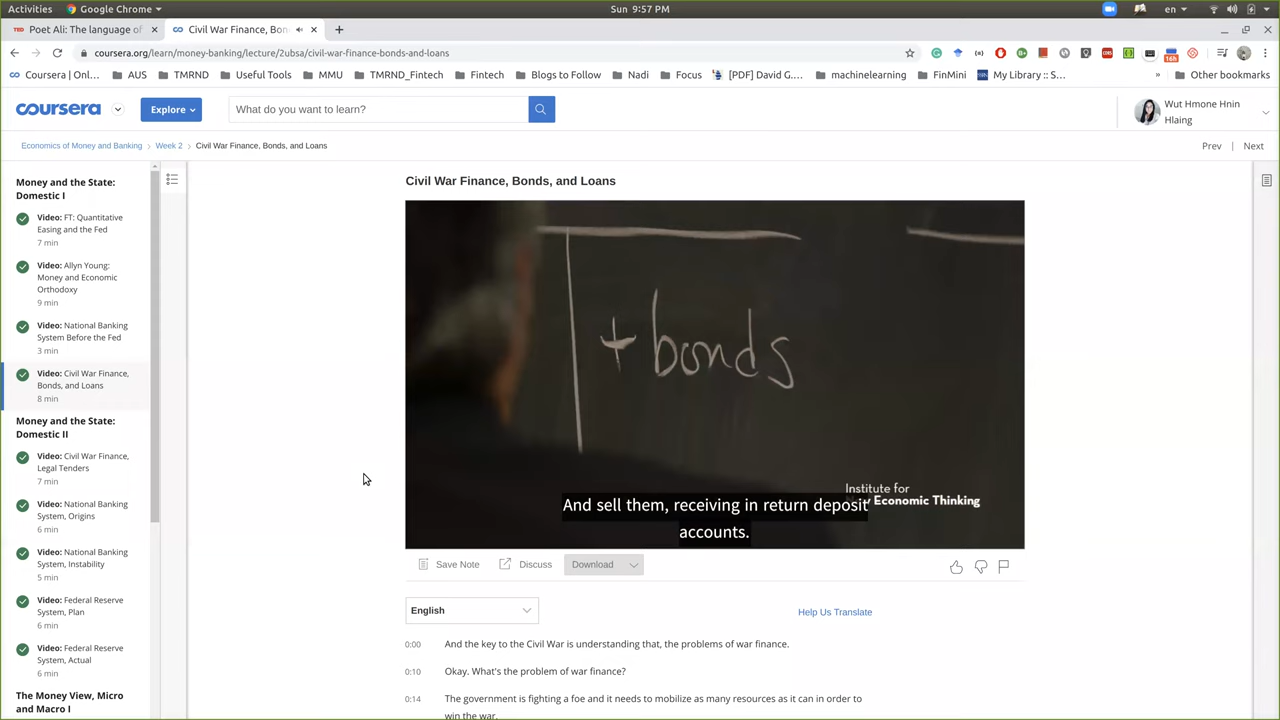 Activities
Google Chrome
Sun 9:57 PM
en
Poet Ali: The language of
Civil War Finance, Bond
coursera.org/learn/money-banking/lecture/2ubsa/civil-war-finance-bonds-and-loans
Coursera | Onl...
AUS
TMRND
Useful Tools
MMU
TMRND_Fintech
Fintech
Blogs to Follow
Nadi
Focus
[PDF] David G....
machinelearning
FinMini
My Library :: S...
»
Other bookmarks
coursera
Explore
What do you want to learn?
Wut Hmone Hnin
Hlaing
Economics of Money and Banking
Week 2
Civil War Finance, Bonds, and Loans
Prev
Next
Money and the State:
Domestic I
Video: FT: Quantitative
Easing and the Fed
7 min
Video: Allyn Young:
Money and Economic
Orthodoxy
9 min
Video: National Banking
System Before the Fed
3 min
Video: Civil War Finance,
Bonds, and Loans
8 min
Money and the State:
Domestic II
Video: Civil War Finance,
Legal Tenders
7 min
Video: National Banking
System, Origins
6 min
Video: National Banking
System, Instability
5 min
Video: Federal Reserve
System, Plan
6 min
Video: Federal Reserve
System, Actual
6 min
The Money View, Micro
and Macro I
Civil War Finance, Bonds, and Loans
+ bonds
Institute for
Economic Thinking
And sell them, receiving in return deposit
accounts.
Save Note
Discuss
Download
English
Help Us Translate
0:00 And the key to the Civil War is understanding that, the problems of war finance.
0:10 Okay. What's the problem of war finance?
0:14 The government is fighting a foe and it needs to mobilize as many resources as it can in order to
win the war.